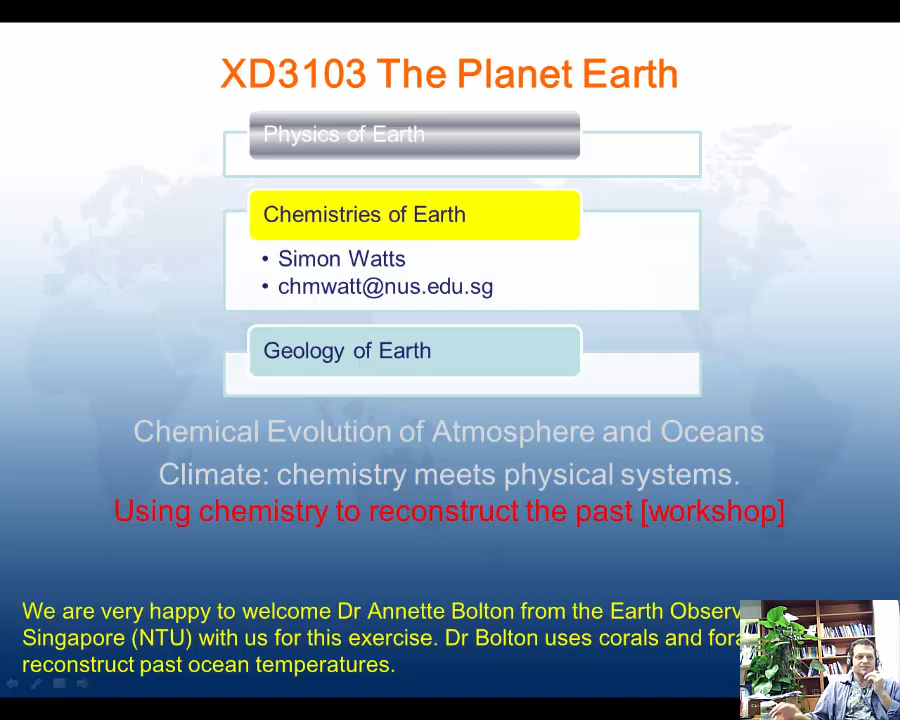 XD3103 The Planet Earth
Physics of Earth
Chemistries of Earth
• Simon Watts
• chmwatt@nus.edu.sg
Geology of Earth
Chemical Evolution of Atmosphere and Oceans
Climate: chemistry meets physical systems.
Using chemistry to reconstruct the past [workshop]
We are very happy to welcome Dr Annette Bolton from the Earth
Singapore (NTU) with us for this exercise. Dr Bolton uses corals and
reconstruct past ocean temperatures.